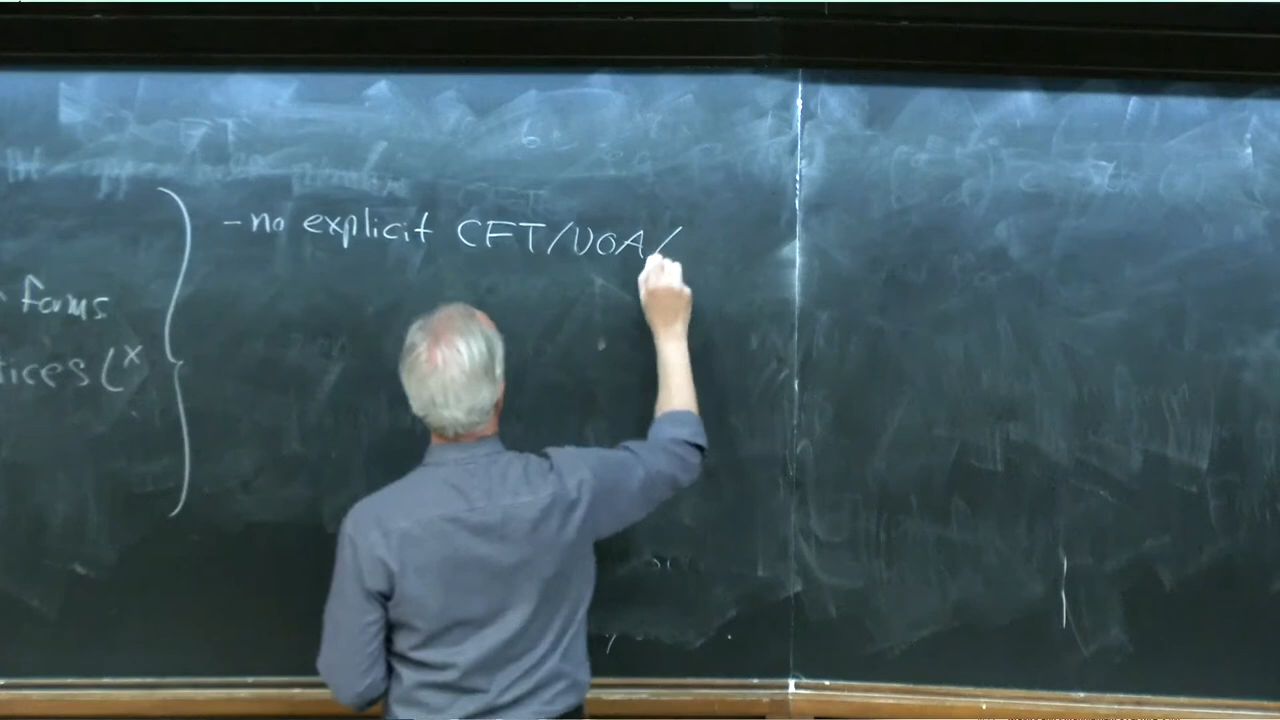 - no explicit CFT/VOA/
forms
tices (x